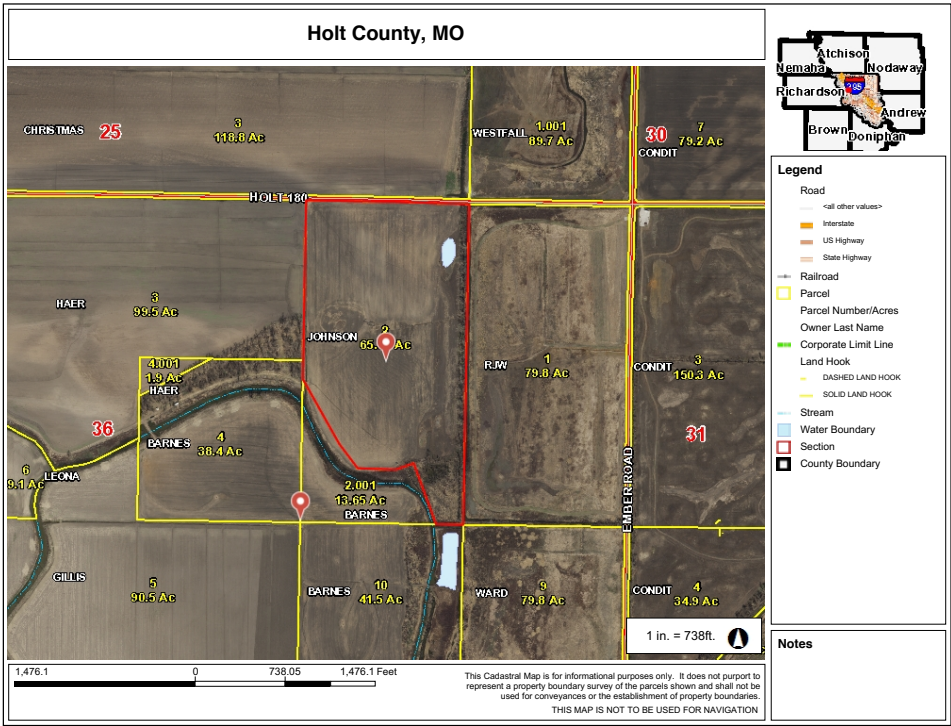 Holt County, MO
Atchison
Nemaha
Nodaway
Richardson
Andrew
Brown
Doniphan
CHRISTMAS
25
3
118.8 Ac
WESTFALL
1.001
89.7 Ac
30
7
79.2 Ac
CONDIT
HOLT 180
HAER
3
99.5 Ac
JOHNSON
2
RJW
1
79.8 Ac
CONDIT
3
150.3 Ac
4.001
1.9 Ac
HAER
36
BARNES
4
38.4 Ac
31
6
9.1 Ac
LEONA
2.001
13.65 Ac
BARNES
EMBER ROAD
GILLIS
5
90.5 Ac
BARNES
10
41.5 Ac
WARD
9
79.8 Ac
CONDIT
4
34.9 Ac
1 in. = 738ft.
Legend
Road
<all other values>
Interstate
US Highway
State Highway
Railroad
Parcel
Parcel Number/Acres
Owner Last Name
Corporate Limit Line
Land Hook
DASHED LAND HOOK
SOLID LAND HOOK
Stream
Water Boundary
Section
County Boundary
Notes
1,476.1 0 738.05 1,476.1 Feet
This Cadastral Map is for informational purposes only. It does not purport to
represent a property boundary survey of the parcels shown and shall not be
used for conveyances or the establishment of property boundaries.
THIS MAP IS NOT TO BE USED FOR NAVIGATION